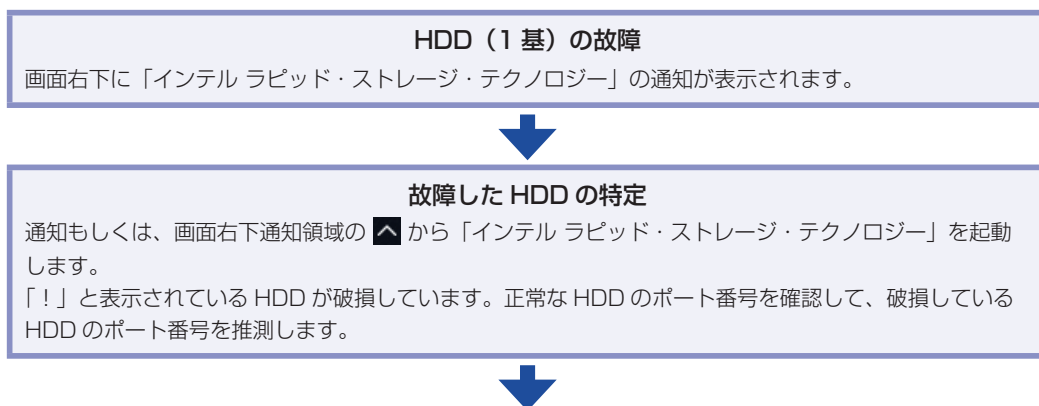 HDD（1 基）の故障
画面右下に「インテル ラピッド・ストレージ・テクノロジー」の通知が表示されます。
故障した HDD の特定
通知もしくは、画面右下通知領域の から「インテル ラピッド・ストレージ・テクノロジー」を起動
します。
「！」と表示されている HDD が破損しています。正常な HDD のポート番号を確認して、破損している
HDD のポート番号を推測します。